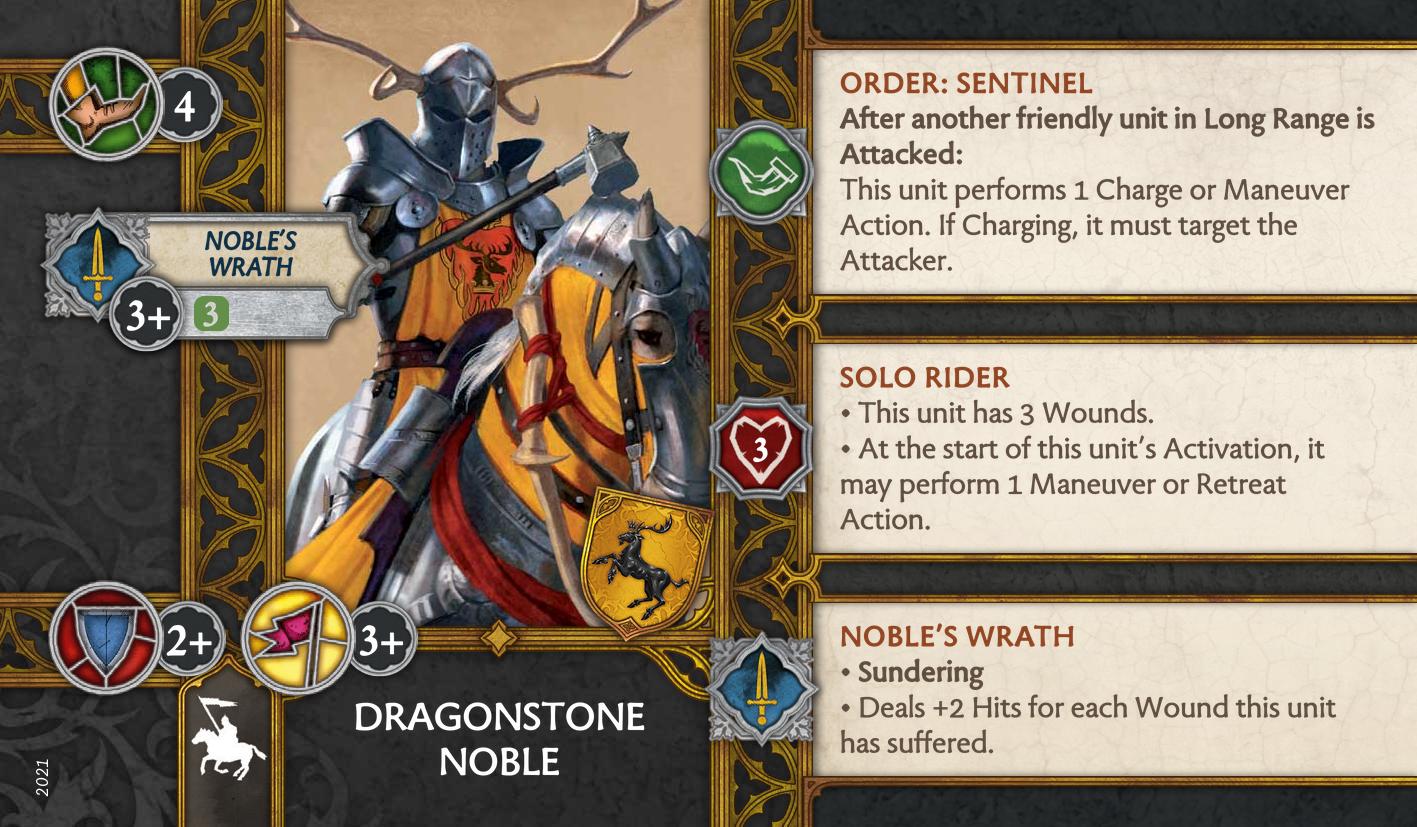 4
NOBLE'S
WRATH
3+
3
2+
3+
DRAGONSTONE
NOBLE
2021
ORDER: SENTINEL
After another friendly unit in Long Range is
Attacked:
This unit performs 1 Charge or Maneuver
Action. If Charging, it must target the
Attacker.
3
SOLO RIDER
• This unit has 3 Wounds.
• At the start of this unit's Activation, it
may perform 1 Maneuver or Retreat
Action.
NOBLE'S WRATH
• Sundering
• Deals +2 Hits for each Wound this unit
has suffered.